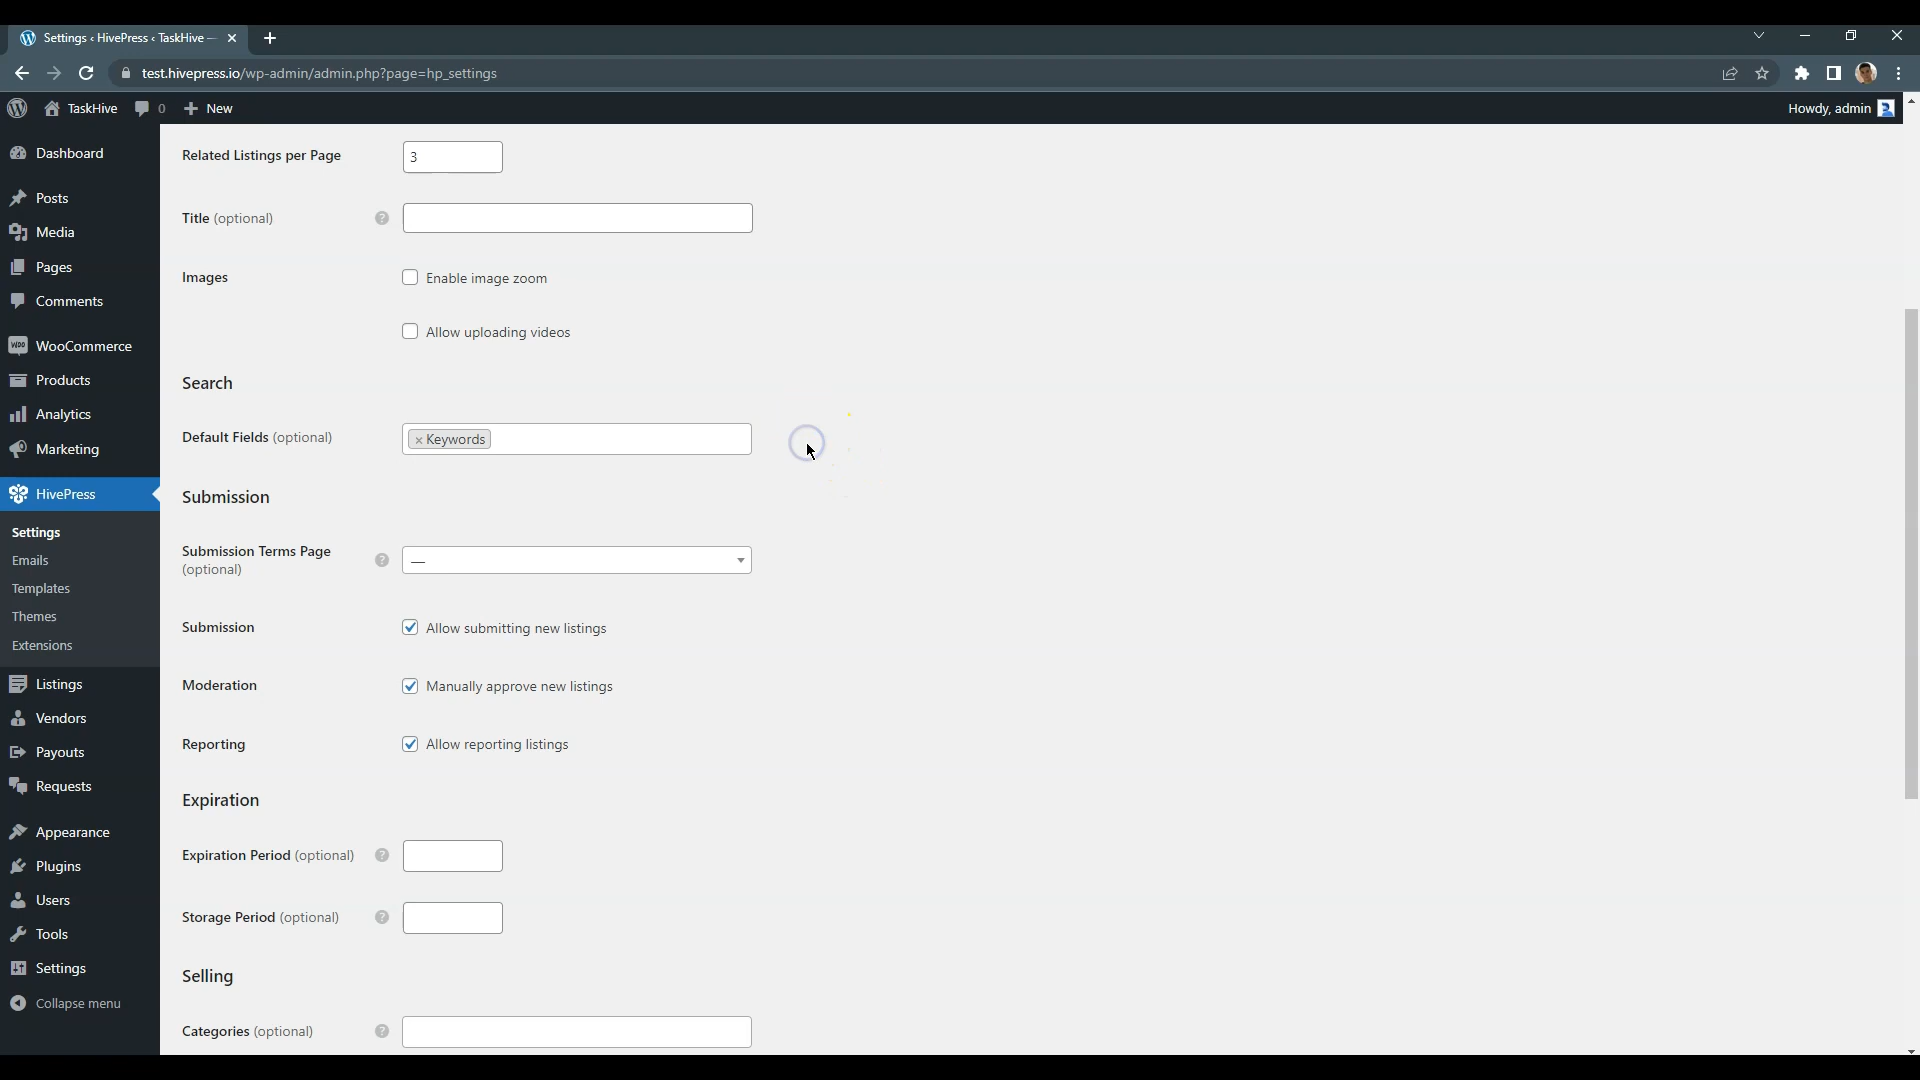 Settings ‹ HivePress ‹ TaskHive —
test.hivepress.io/wp-admin/admin.php?page=hp_settings
TaskHive 0 New
Howdy, admin
Dashboard
Posts
Media
Pages
Comments
WooCommerce
Products
Analytics
Marketing
HivePress
Settings
Emails
Templates
Themes
Extensions
Listings
Vendors
Payouts
Requests
Appearance
Plugins
Users
Tools
Settings
Collapse menu
Related Listings per Page 3
Title (optional) ?
Images Enable image zoom
Allow uploading videos
Search
Default Fields (optional) × Keywords
Submission
Submission Terms Page
(optional) ? —
Submission Allow submitting new listings
Moderation Manually approve new listings
Reporting Allow reporting listings
Expiration
Expiration Period (optional) ?
Storage Period (optional) ?
Selling
Categories (optional) ?